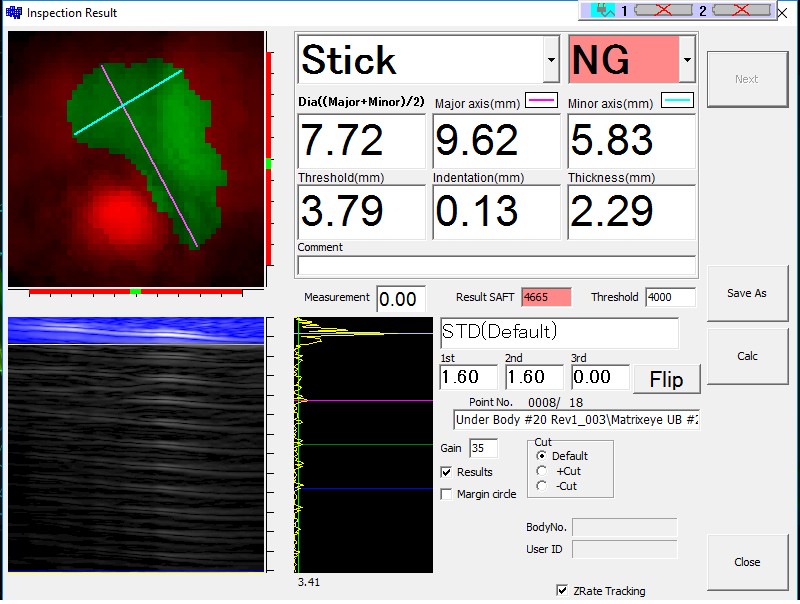 Inspection Result
1 2
Stick NG
Next
Dia((Major+Minor)/2) Major axis(mm) Minor axis(mm)
7.72 9.62 5.83
Threshold(mm) Indentation(mm) Thickness(mm)
3.79 0.13 2.29
Comment
Measurement 0.00 Result SAFT 4665 Threshold 4000
Save As
STD(Default)
1st 2nd 3rd
1.60 1.60 0.00 Flip
Calc
Point No. 0008/ 18
Under Body #20 Rev1_003\Matrixeye UB #2
Gain 35
Cut
Default
Results
+Cut
Margin circle
-Cut
BodyNo.
User ID
Close
3.41
ZRate Tracking